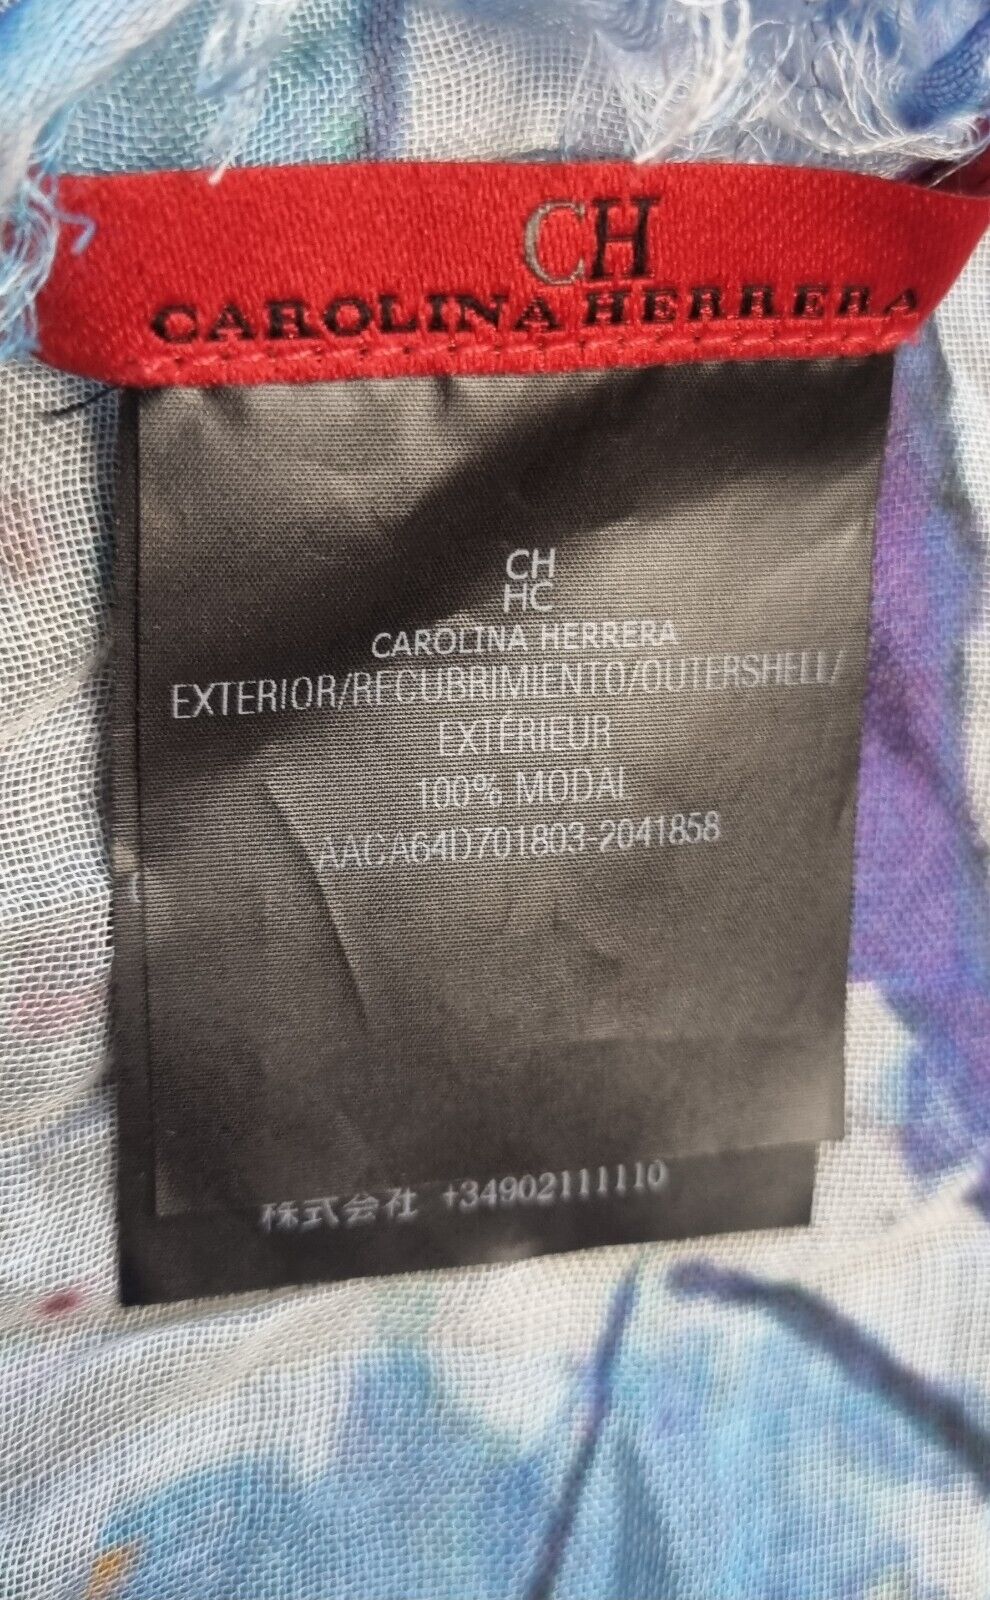 CH
CAROLINA HERRERA
CH
HC
CAROLINA HERRERA
EXTERIOR/RECUBRIMIENTO/OUTERSHELL/
EXTÉRIEUR
100% MODAL
AACA64D701803-2041858
株式会社 +34902111110